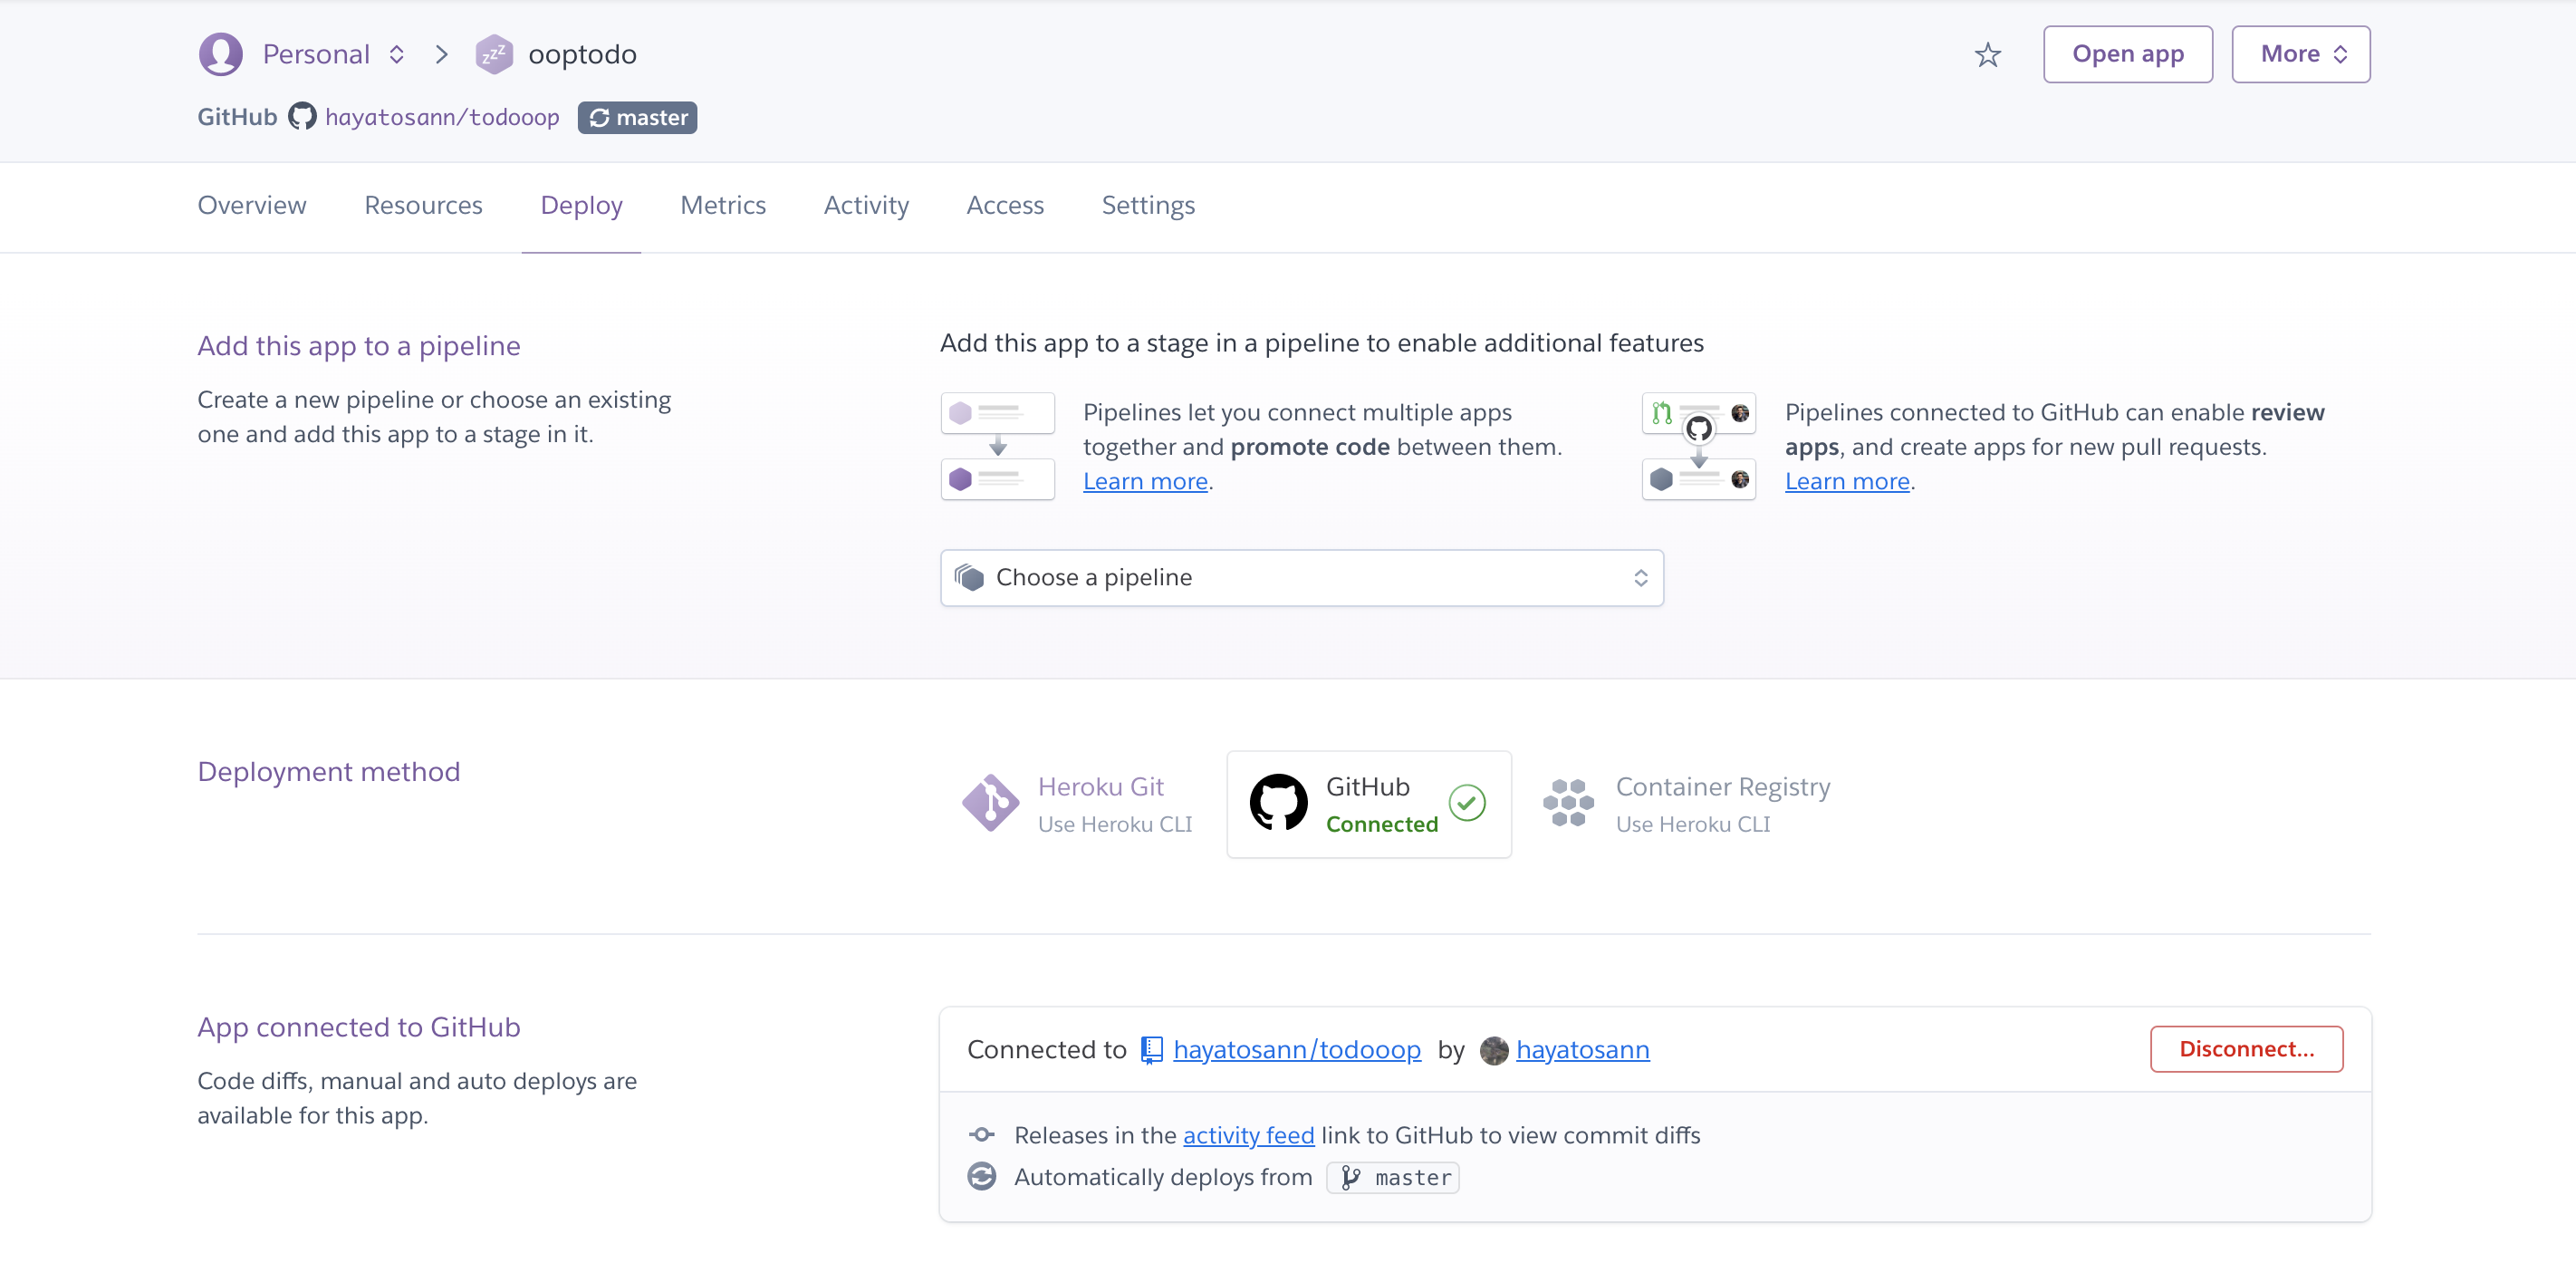 Personal > ooptodo
Open app
More
GitHub hayatosann/todooop master
Overview Resources Deploy Metrics Activity Access Settings
Add this app to a pipeline
Create a new pipeline or choose an existing
one and add this app to a stage in it.
Add this app to a stage in a pipeline to enable additional features
Pipelines let you connect multiple apps
together and promote code between them.
Learn more.
Pipelines connected to GitHub can enable review
apps, and create apps for new pull requests.
Learn more.
Choose a pipeline
Deployment method
Heroku Git
Use Heroku CLI
GitHub
Connected
Container Registry
Use Heroku CLI
App connected to GitHub
Code diffs, manual and auto deploys are
available for this app.
Connected to hayatosann/todooop by hayatosann
Disconnect...
Releases in the activity feed link to GitHub to view commit diffs
Automatically deploys from master